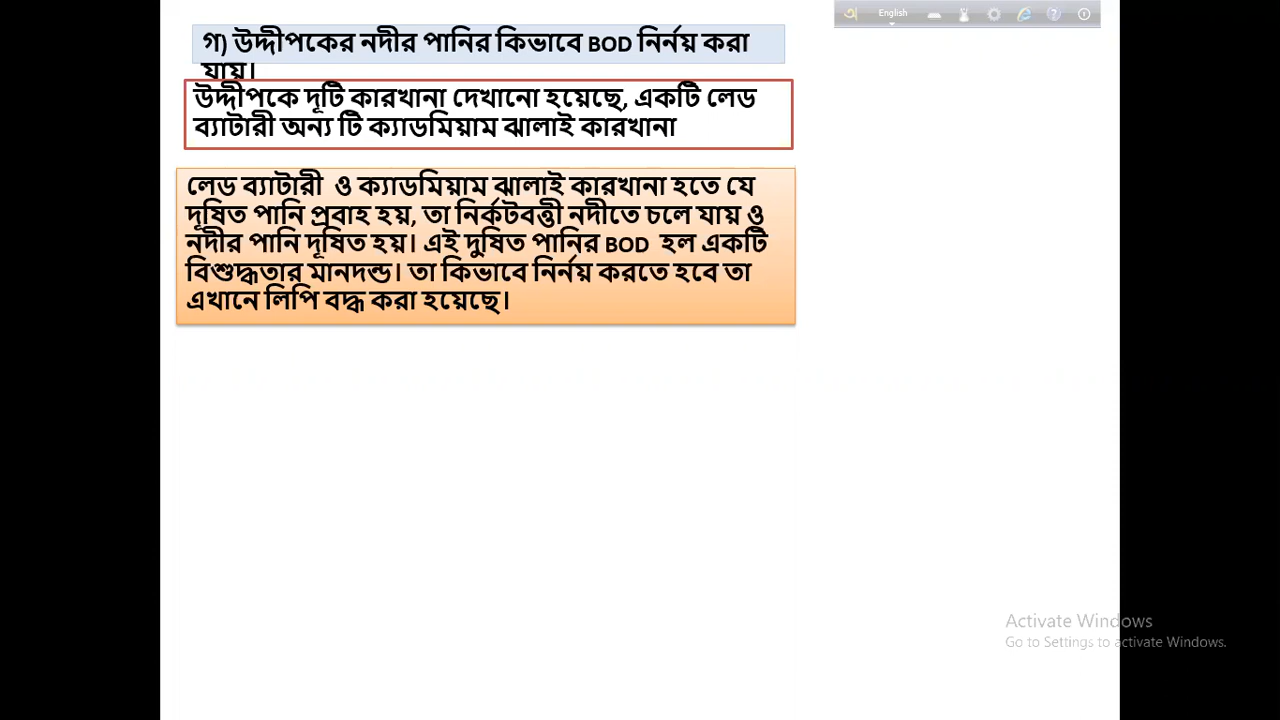 English
গ) উদ্দীপকের নদীর পানির কিভাবে BOD নির্নয় করা
যায়।
উদ্দীপকে দূটি কারখানা দেখানো হয়েছে, একটি লেড
ব্যাটারী অন্য টি ক্যাডমিয়াম ঝালাই কারখানা
লেড ব্যাটারী ও ক্যাডমিয়াম ঝালাই কারখানা হতে যে
দূষিত পানি প্রবাহ হয়, তা নির্কটবর্ত্তী নদীতে চলে যায় ও
নদীর পানি দূষিত হয়। এই দুষিত পানির BOD হল একটি
বিশুদ্ধতার মানদন্ড। তা কিভাবে নির্নয় করতে হবে তা
এখানে লিপি বদ্ধ করা হয়েছে।
Activate Windows
Go to Settings to activate Windows.